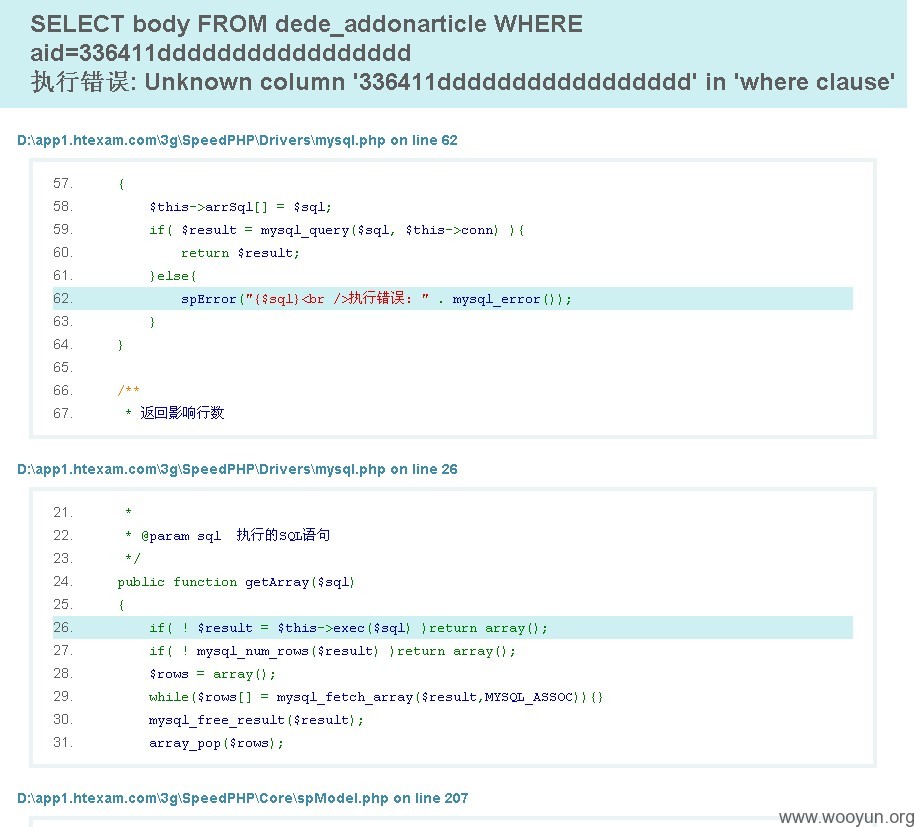 SELECT body FROM dede_addonarticle WHERE
aid=336411ddddddddddddddddd
执行错误: Unknown column '336411ddddddddddddddddd' in 'where clause'
D:\app1.htexam.com\3g\SpeedPHP\Drivers\mysql.php on line 62
57. {
58. $this->arrSql[] = $sql;
59. if( $result = mysql_query($sql, $this->conn) ){
60. return $result;
61. }else{
62. spError("{$sql}<br />执行错误: " . mysql_error());
63. }
64. }
65.
66. /**
67. * 返回影响行数
D:\app1.htexam.com\3g\SpeedPHP\Drivers\mysql.php on line 26
21. *
22. * @param sql 执行的SQL语句
23. */
24. public function getArray($sql)
25. {
26. if( ! $result = $this->exec($sql) )return array();
27. if( ! mysql_num_rows($result) )return array();
28. $rows = array();
29. while($rows[] = mysql_fetch_array($result,MYSQL_ASSOC)){}
30. mysql_free_result($result);
31. array_pop($rows);
D:\app1.htexam.com\3g\SpeedPHP\Core\spModel.php on line 207
www.wooyun.org